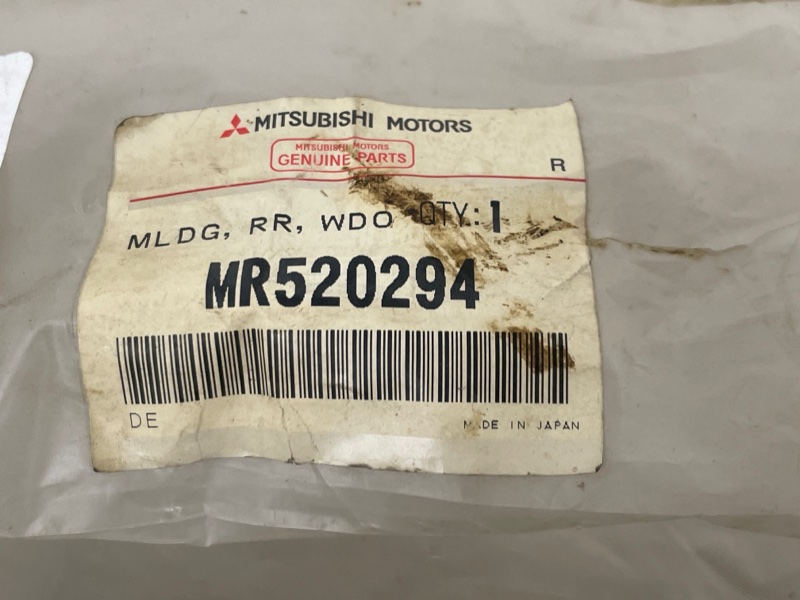 MITSUBISHI MOTORS
MITSUBISHI MOTORS
GENUINE PARTS
R
MLDG, RR, WDO QTY: 1
MR520294
DE
MADE IN JAPAN